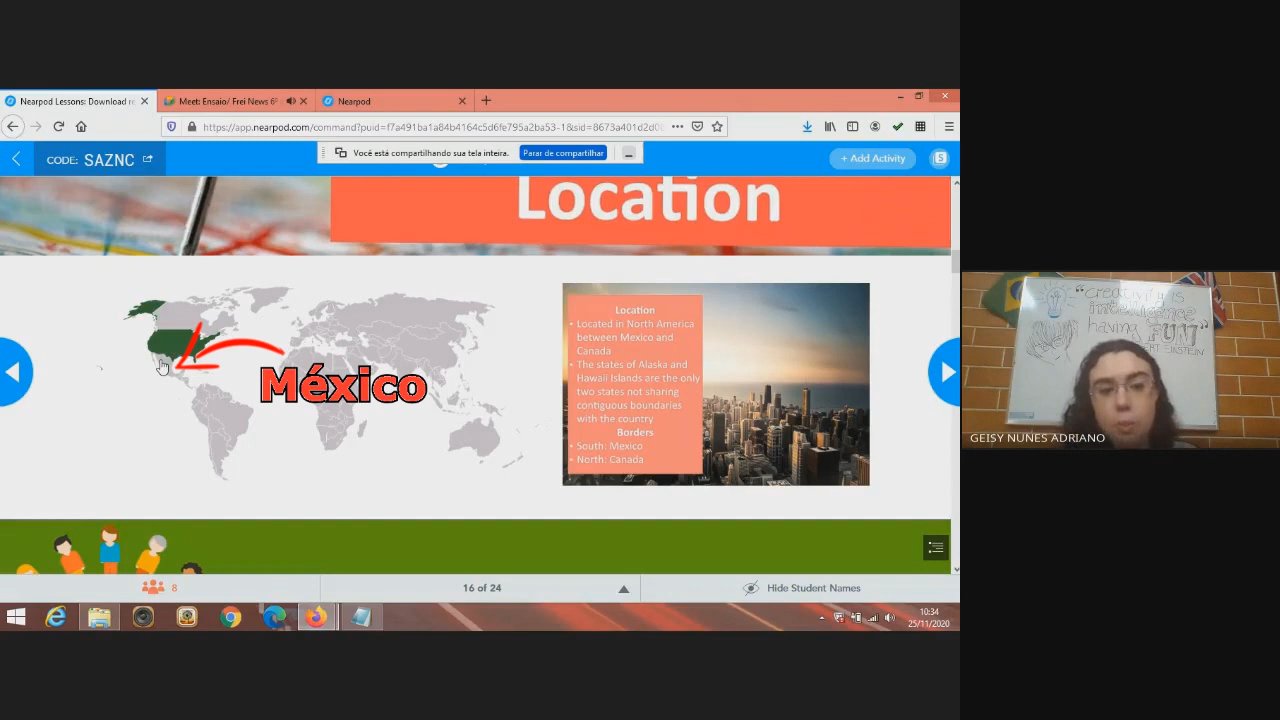 Nearpod Lessons: Download re
Meet: Ensaio/ Frei News 6º
Nearpod
https://app.nearpod.com/command?puid=f7a491ba1a84b4164c5d6fe795a2ba53-1&sid=8673a401d2d0
CODE: SAZNC
Você está compartilhando sua tela inteira.
Parar de compartilhar
+ Add Activity
5
Location
México
Location
• Located in North America
between Mexico and
Canada
• The states of Alaska and
Hawaii Islands are the only
two states not sharing
contiguous boundaries
with the country
Borders
• South: Mexico
• North: Canada
8
16 of 24
Hide Student Names
10:34
25/11/2020
"creativity is
intelligence
having FUN"
EINSTEIN
GEISY NUNES ADRIANO